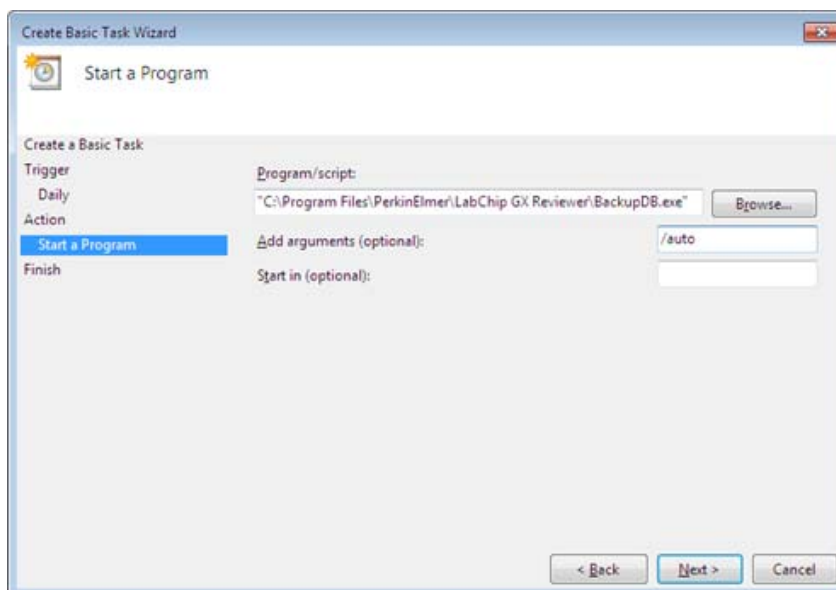 Create Basic Task Wizard
Start a Program
Create a Basic Task
Trigger
Daily
Action
Start a Program
Finish
Program/script:
"C:\Program Files\PerkinElmer\LabChip GX Reviewer\BackupDB.exe"
Browse...
Add arguments (optional):
/auto
Start in (optional):
< Back
Next >
Cancel